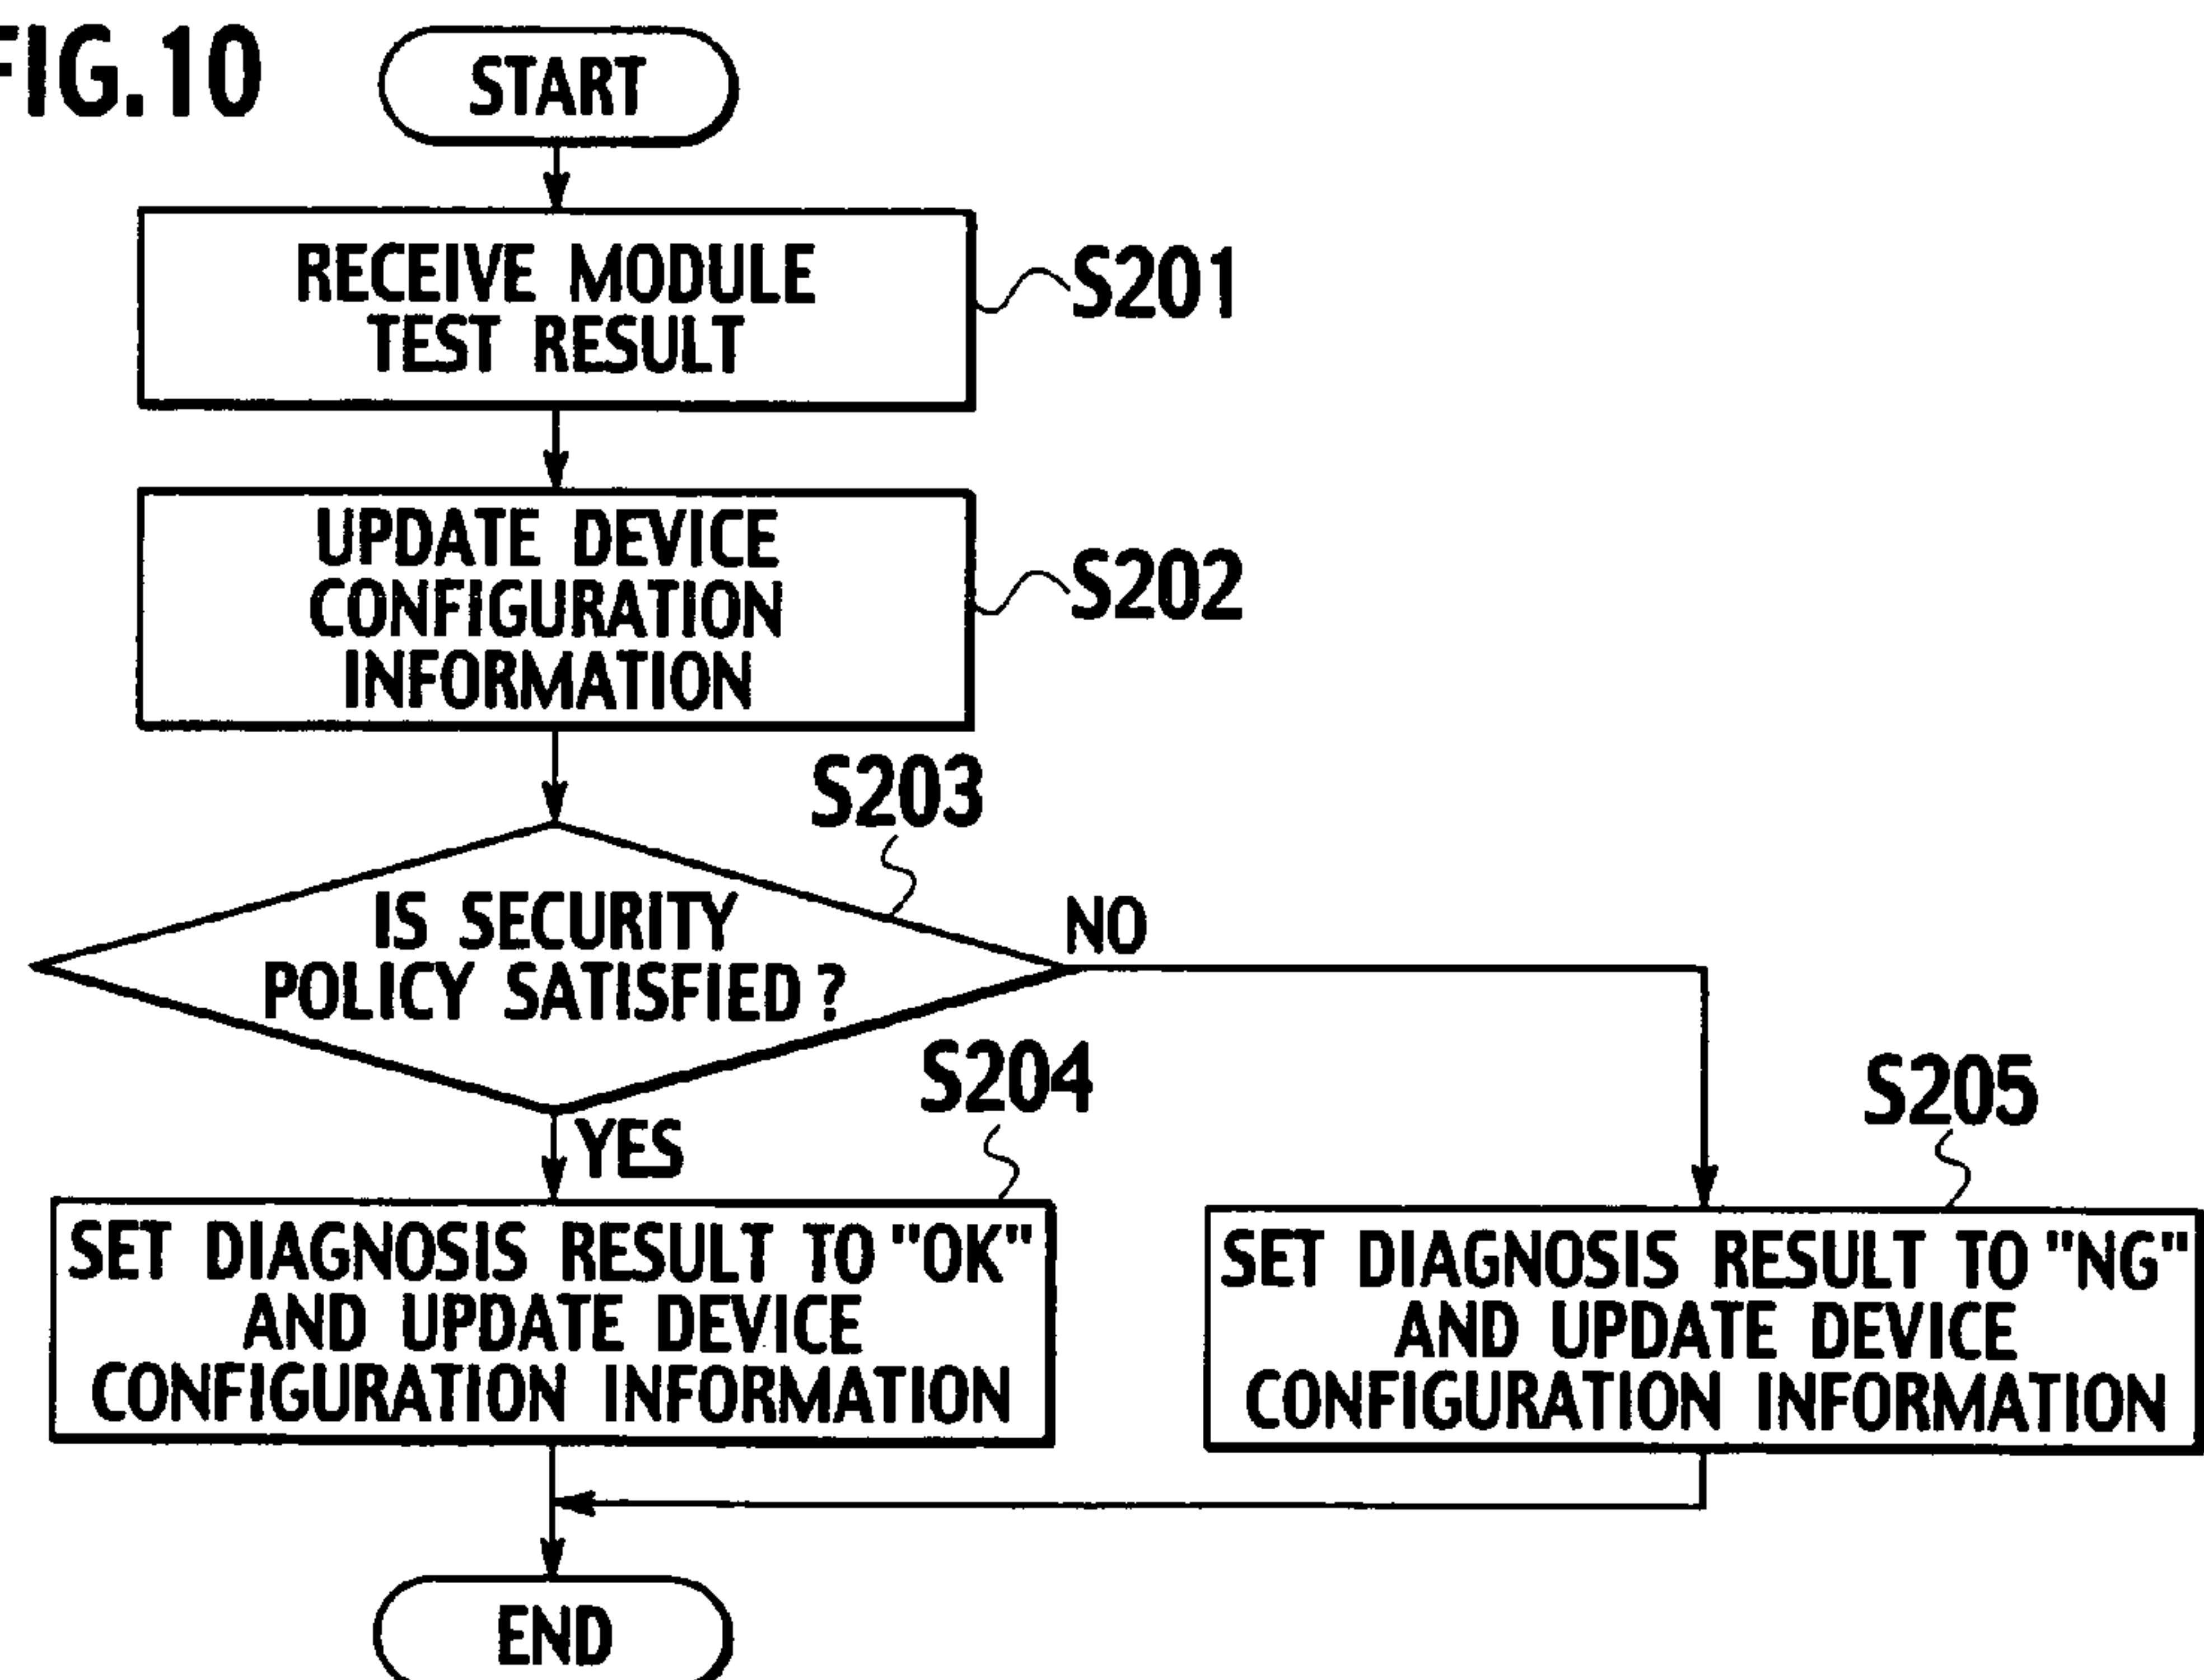 FIG.10
START
RECEIVE MODULE
TEST RESULT
S201
UPDATE DEVICE
CONFIGURATION
INFORMATION
S202
S203
IS SECURITY
POLICY SATISFIED?
NO
YES
S204
SET DIAGNOSIS RESULT TO "OK"
AND UPDATE DEVICE
CONFIGURATION INFORMATION
S205
SET DIAGNOSIS RESULT TO "NG"
AND UPDATE DEVICE
CONFIGURATION INFORMATION
END